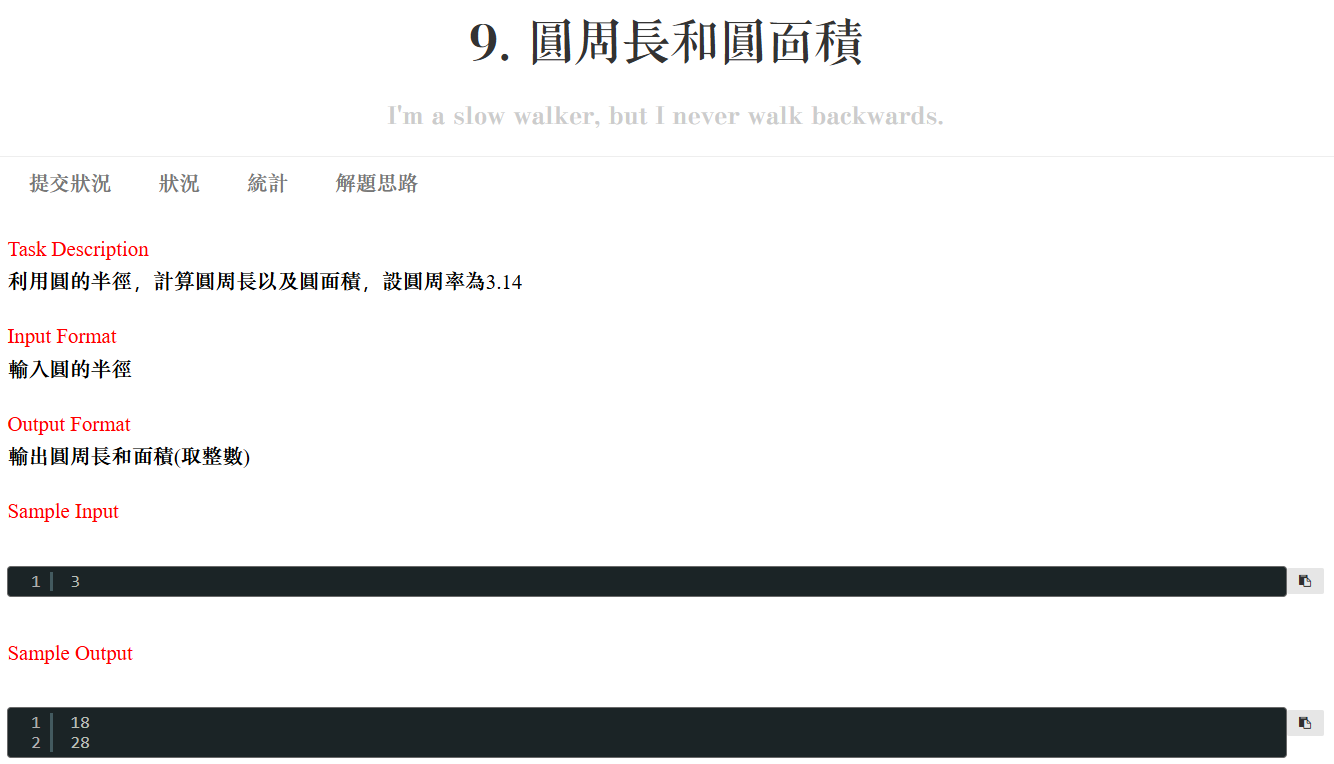 9. 圓周長和圓面積
I'm a slow walker, but I never walk backwards.
提交狀況 狀況 統計 解題思路
Task Description
利用圓的半徑，計算圓周長以及圓面積，設圓周率為3.14
Input Format
輸入圓的半徑
Output Format
輸出圓周長和面積(取整數)
Sample Input
1 3
Sample Output
1 18
2 28